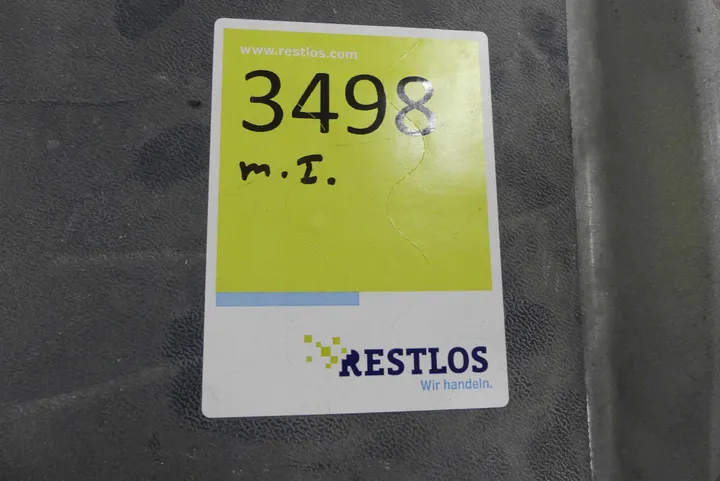 www.restlos.com
3498
m. I.
RESTLOS
Wir handeln.